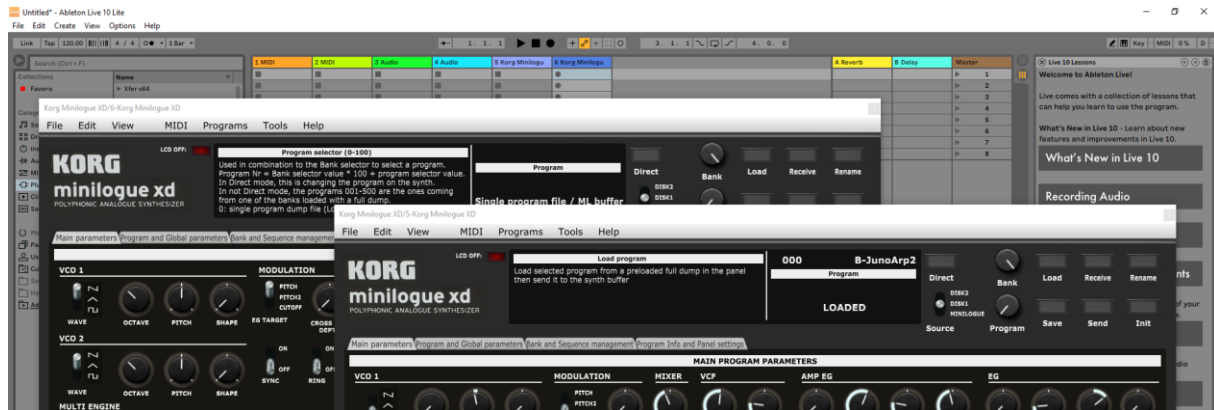 Untitled* - Ableton Live 10 Lite
File Edit Create View Options Help
Link Tap 120.00 4 / 4 1 Bar 1. 1. 1 3. 1. 1 4. 0. 0 Key MIDI 0 % D
Search (Ctrl + F)
Collections Name
Favoris Xfer x64
1 MIDI 2 MIDI 3 Audio 4 Audio 5 Korg Minilogu 6 Korg Minilogu A Reverb B Delay Master
1
2
3
4
5
6
7
8
Live 10 Lessons
Welcome to Ableton Live!
Live comes with a collection of lessons that
can help you learn to use the program.
What's New in Live 10 - Learn about new
features and improvements in Live 10.
What's New in Live 10
Recording Audio
Korg Minilogue XD/6-Korg Minilogue XD
File Edit View MIDI Programs Tools Help
KORG
minilogue xd
POLYPHONIC ANALOGUE SYNTHESIZER
LCD OFF:
Program selector (0-100)
Used in combination to the Bank selector to select a program.
Program Nr = Bank selector value * 100 + program selector value.
In Direct mode, this is changing the program on the synth.
In not Direct mode, the programs 001-500 are the ones coming
from one of the banks loaded with a full dump.
0: single program dump file
Program
Single program file / ML buffer
Direct Bank Load Receive Rename
DISK2
DISK1
Main parameters Program and Global parameters
VCO 1 MODULATION
PITCH
PITCH2
CUTOFF
WAVE OCTAVE PITCH SHAPE EG TARGET CROSS
VCO 2
ON
OFF OFF
WAVE OCTAVE PITCH SHAPE SYNC RING
MULTI ENGINE
Korg Minilogue XD/5-Korg Minilogue XD
File Edit View MIDI Programs Tools Help
KORG
minilogue xd
POLYPHONIC ANALOGUE SYNTHESIZER
LCD OFF:
Load program
Load selected program from a preloaded full dump in the panel
then send it to the synth buffer
000 B-JunoArp2
Program
LOADED
Direct Bank Load Receive Rename
DISK2
DISK1
MINILOGUE
Source Program Save Send Init
Main parameters Program and Global parameters Bank and Sequence management Program Info and Panel settings
MAIN PROGRAM PARAMETERS
VCO 1 MODULATION MIXER VCF AMP EG EG
PITCH
PITCH2